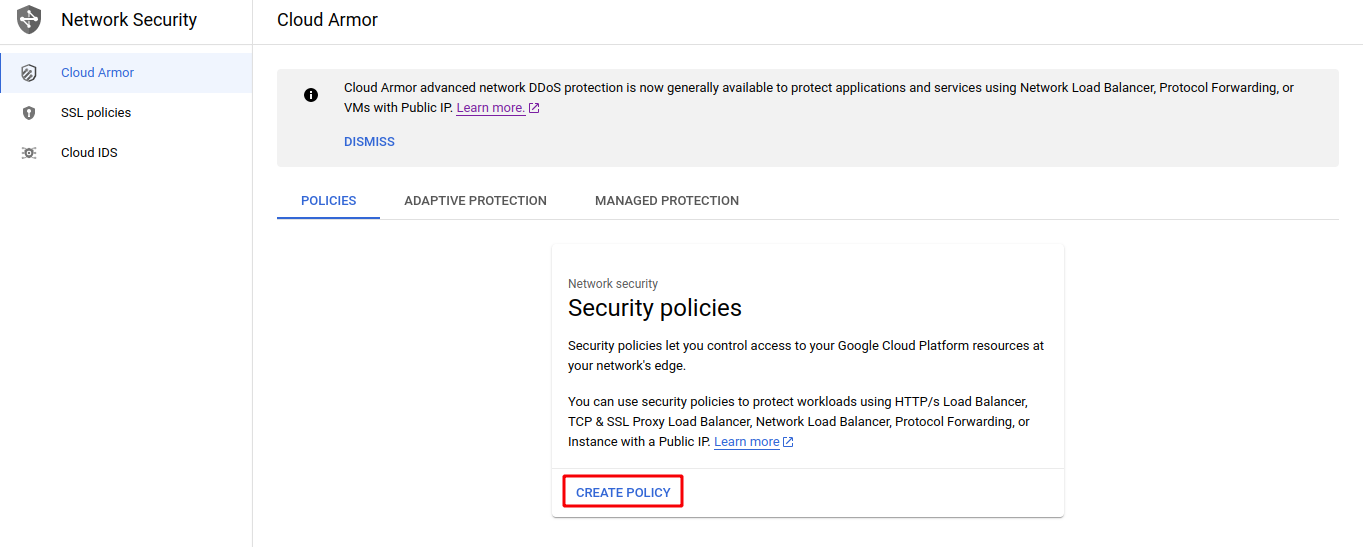 Network Security
Cloud Armor
Cloud Armor
SSL policies
Cloud IDS
Cloud Armor advanced network DDoS protection is now generally available to protect applications and services using Network Load Balancer, Protocol Forwarding, or
VMs with Public IP. Learn more.
DISMISS
POLICIES
ADAPTIVE PROTECTION
MANAGED PROTECTION
Network security
Security policies
Security policies let you control access to your Google Cloud Platform resources at
your network's edge.
You can use security policies to protect workloads using HTTP/s Load Balancer,
TCP & SSL Proxy Load Balancer, Network Load Balancer, Protocol Forwarding, or
Instance with a Public IP. Learn more
CREATE POLICY